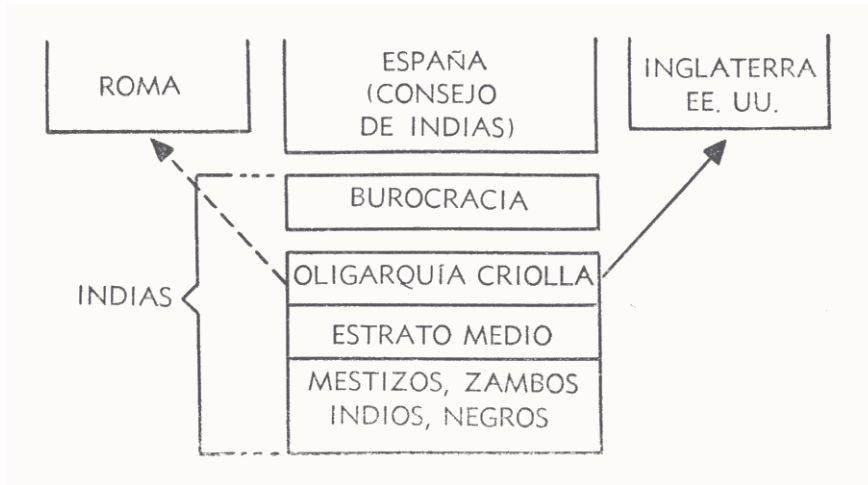 ROMA
ESPAÑA
(CONSEJO
DE INDIAS)
INGLATERRA
EE. UU.
BUROCRACIA
OLIGARQUÍA CRIOLLA
INDIAS
ESTRATO MEDIO
MESTIZOS, ZAMBOS
INDIOS, NEGROS